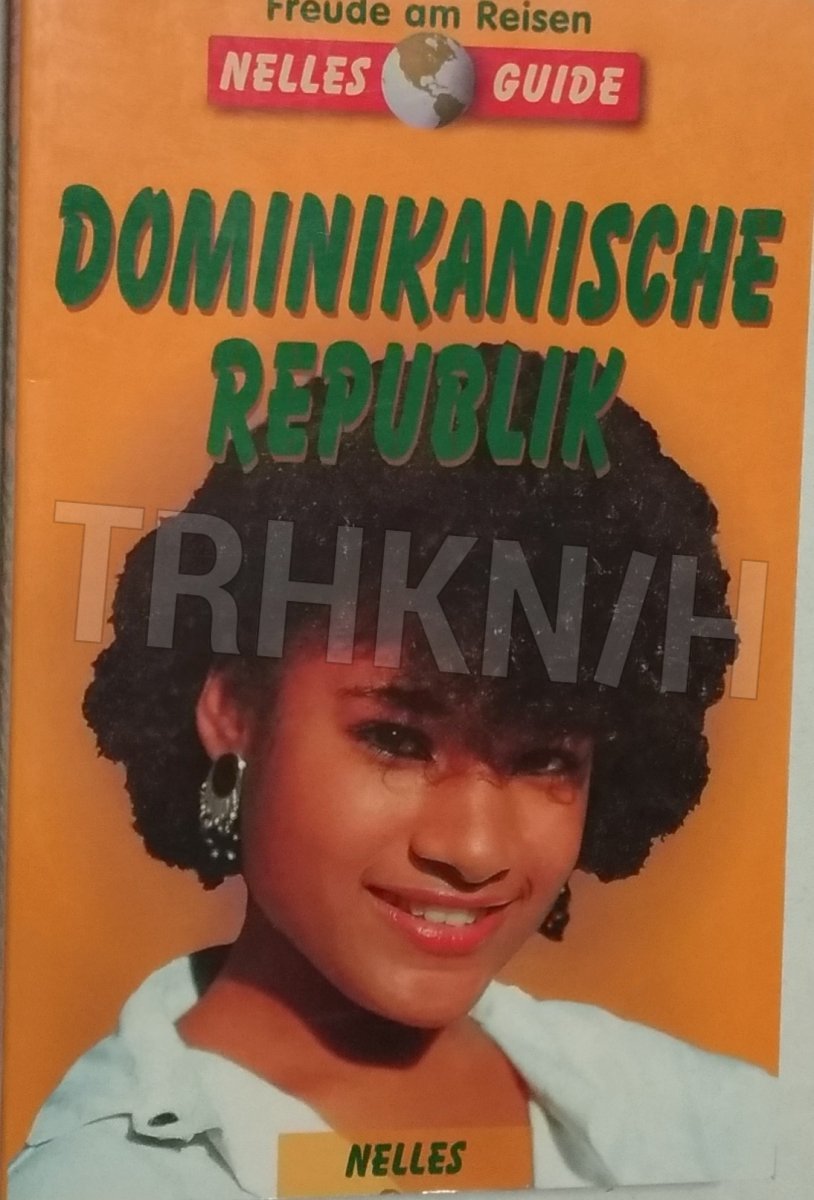 Freude am Reisen
NELLES GUIDE
DOMINIKANISCHE
REPUBLIK
TRHKN/H
NELLES